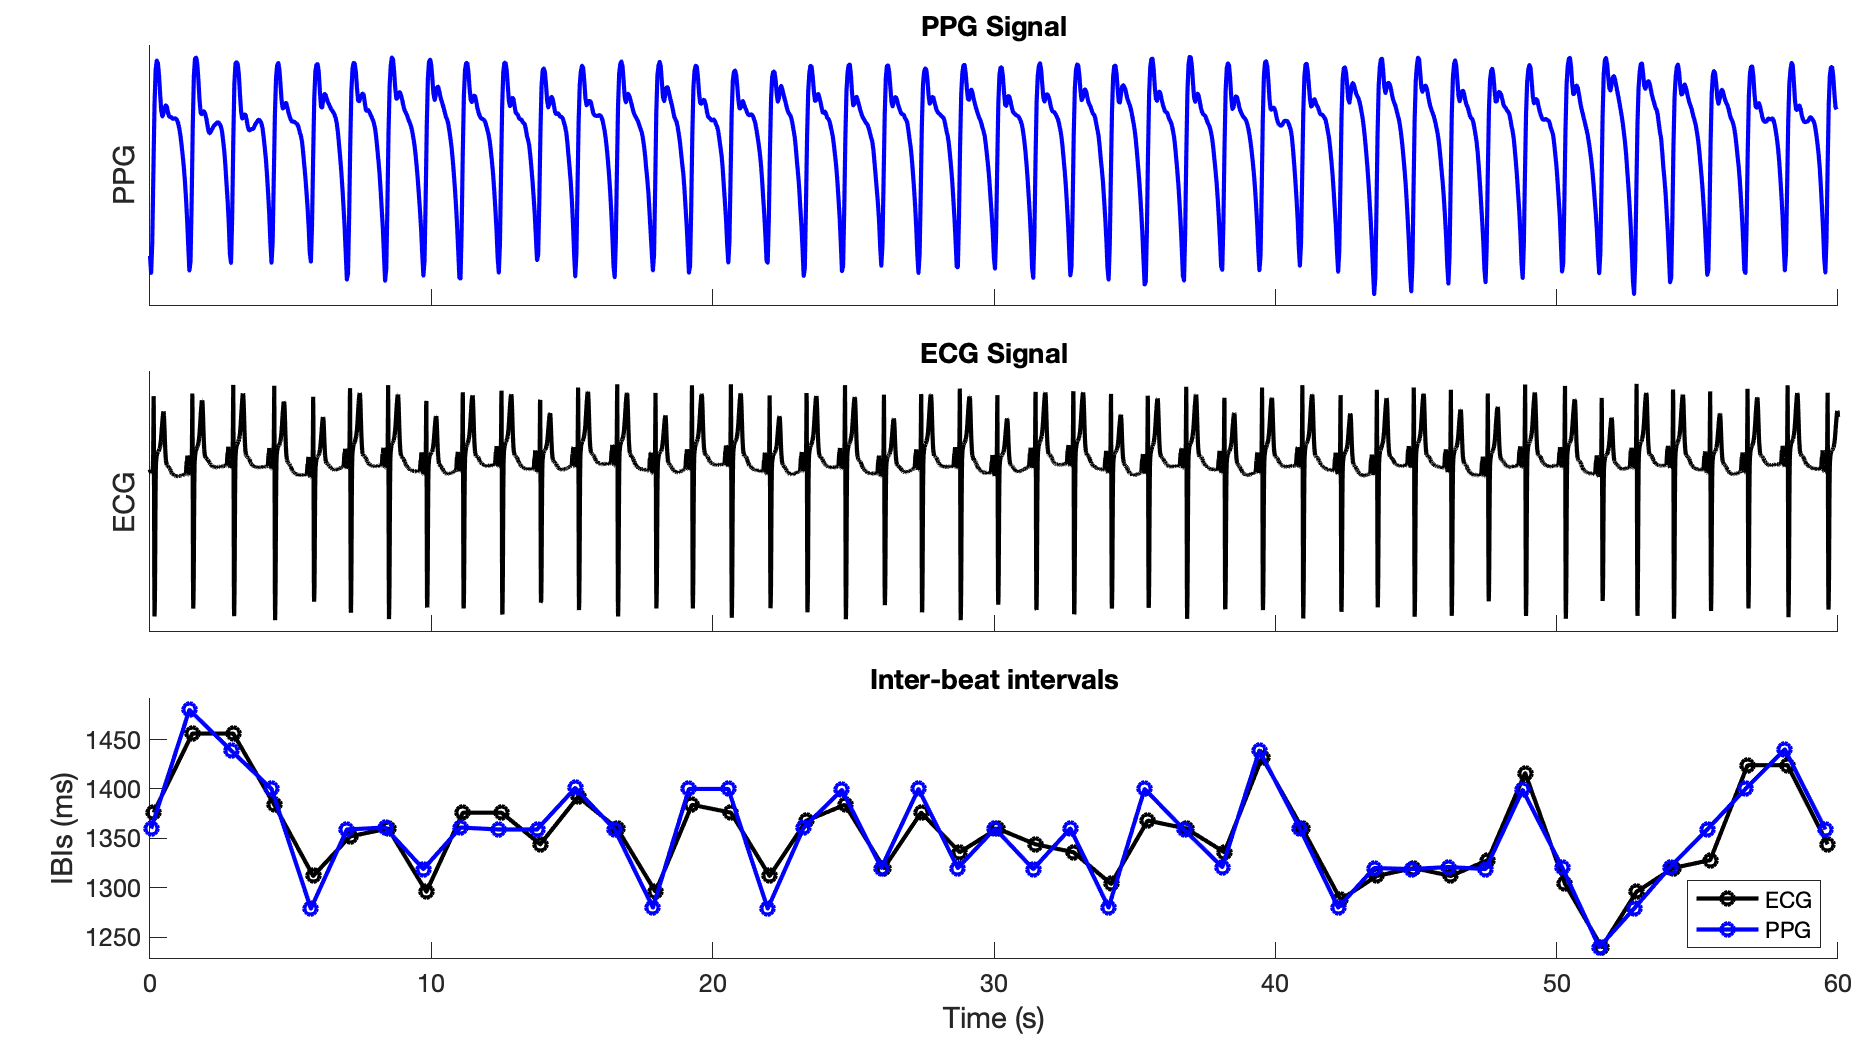 PPG Signal
PPG
ECG Signal
ECG
Inter-beat intervals
IBIs (ms)
1450
1400
1350
1300
1250
ECG
PPG
0 10 20 30 40 50 60
Time (s)